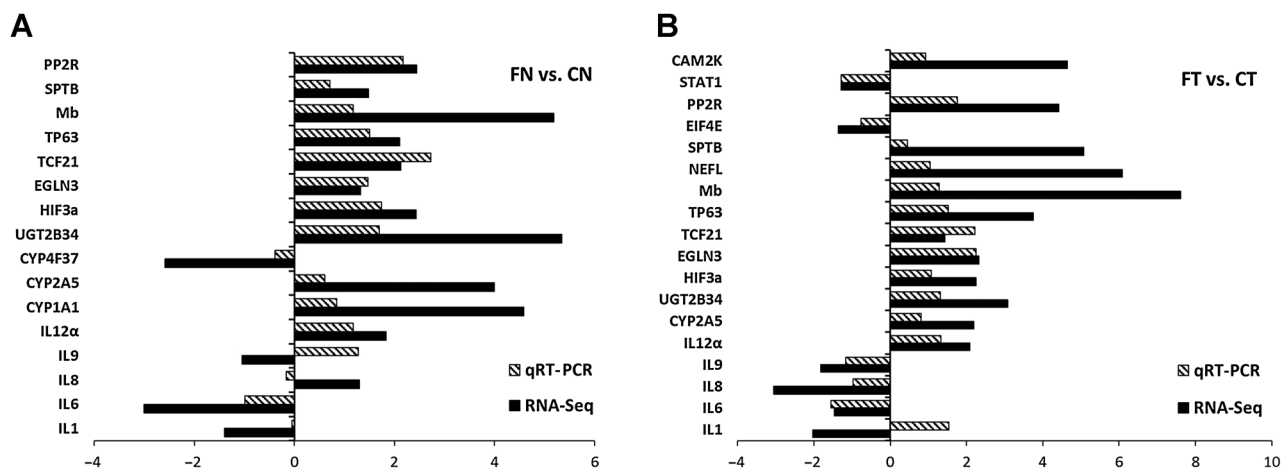 A
FN vs. CN
PP2R
SPTB
Mb
TP63
TCF21
EGLN3
HIF3a
UGT2B34
CYP4F37
CYP2A5
CYP1A1
IL12α
IL9
IL8
IL6
IL1
qRT-PCR
RNA-Seq
−4 −2 0 2 4 6
B
FT vs. CT
CAM2K
STAT1
PP2R
EIF4E
SPTB
NEFL
Mb
TP63
TCF21
EGLN3
HIF3a
UGT2B34
CYP2A5
IL12α
IL9
IL8
IL6
IL1
qRT-PCR
RNA-Seq
−4 −2 0 2 4 6 8 10